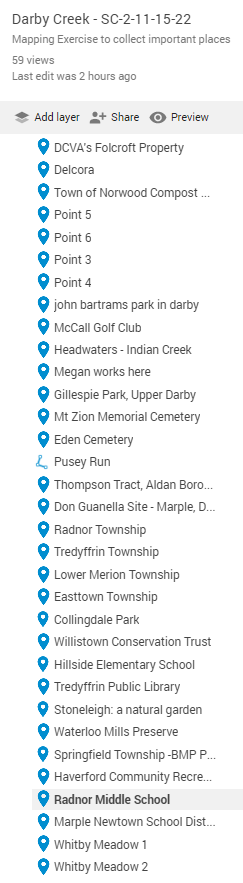 Darby Creek - SC-2-11-15-22
Mapping Exercise to collect important places
59 views
Last edit was 2 hours ago
Add layer Share Preview
DCVA's Folcroft Property
Delcora
Town of Norwood Compost ...
Point 5
Point 6
Point 3
Point 4
john bartrams park in darby
McCall Golf Club
Headwaters - Indian Creek
Megan works here
Gillespie Park, Upper Darby
Mt Zion Memorial Cemetery
Eden Cemetery
Pusey Run
Thompson Tract, Aldan Boro...
Don Guanella Site - Marple, D...
Radnor Township
Tredyffrin Township
Lower Merion Township
Easttown Township
Collingdale Park
Willistown Conservation Trust
Hillside Elementary School
Tredyffrin Public Library
Stoneleigh: a natural garden
Waterloo Mills Preserve
Springfield Township -BMP P...
Haverford Community Recre...
Radnor Middle School
Marple Newtown School Dist...
Whitby Meadow 1
Whitby Meadow 2